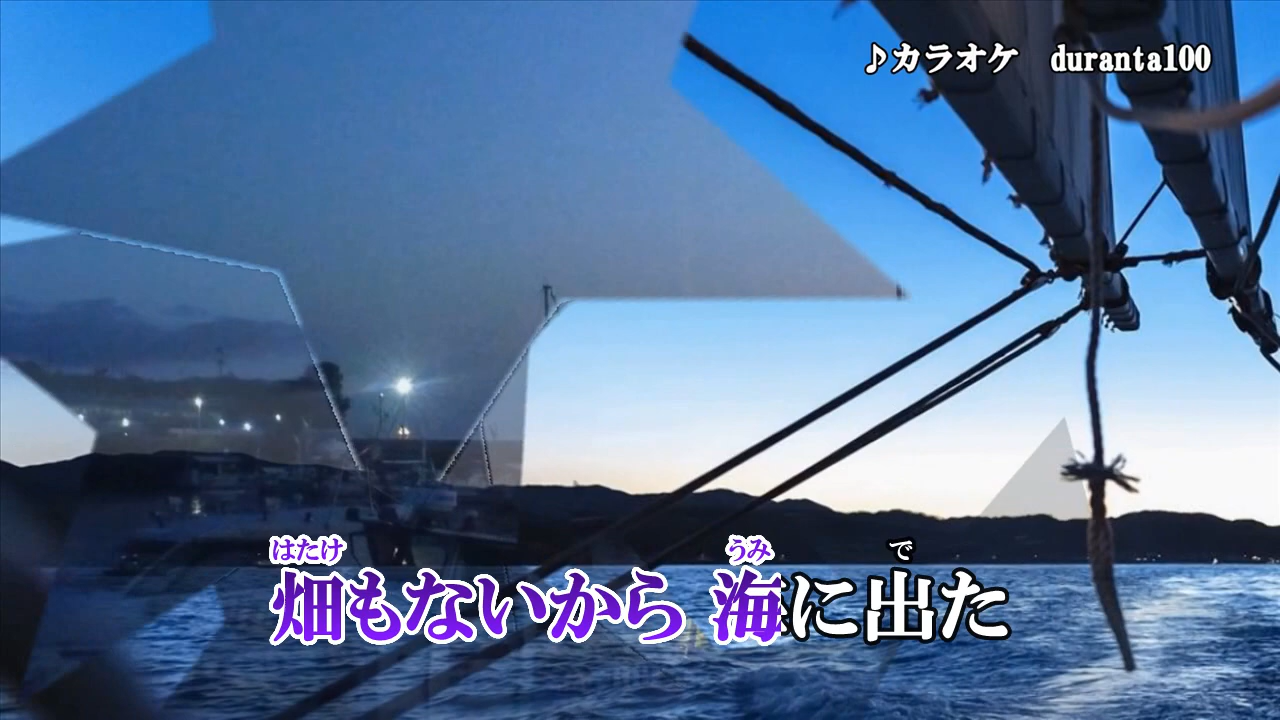 ♪カラオケ　duranta100
はたけ うみ で
畑もないから 海に出た